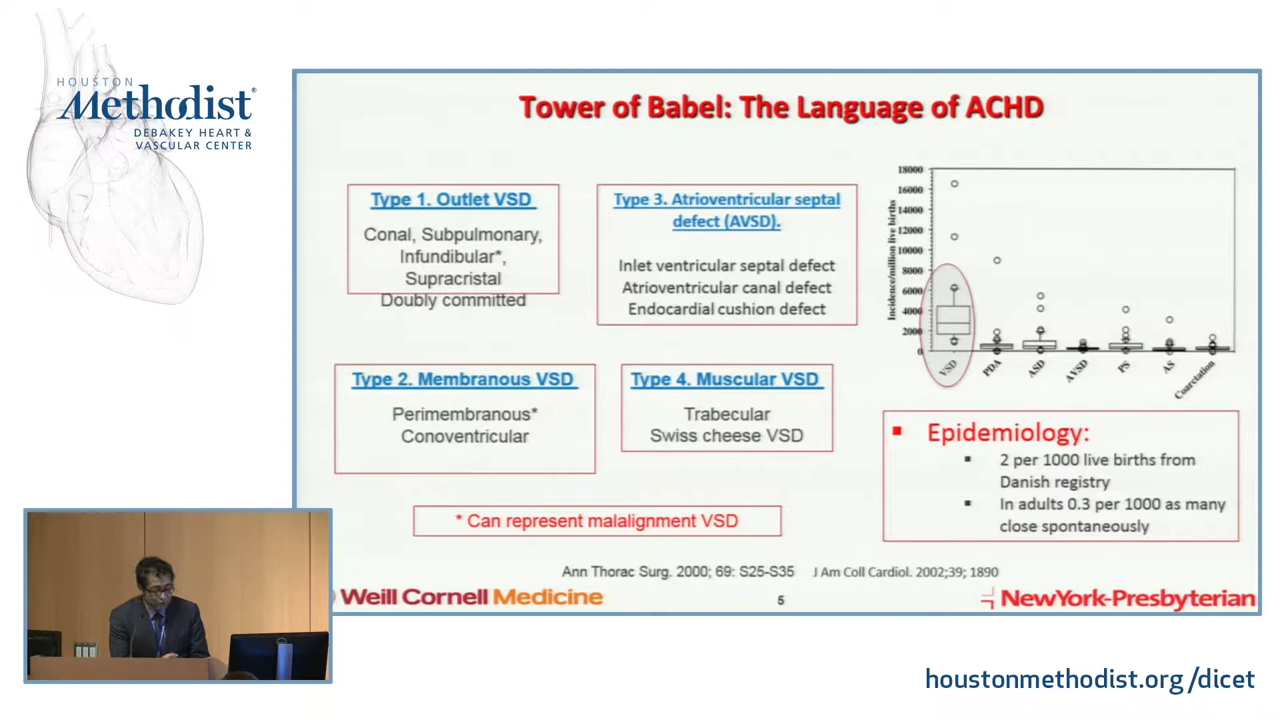 HOUSTON
Methodist®
DEBAKEY HEART &
VASCULAR CENTER
Tower of Babel: The Language of ACHD
Type 1. Outlet VSD
Conal, Subpulmonary,
Infundibular*,
Supracristal
Doubly committed
Type 3. Atrioventricular septal
defect (AVSD).
Inlet ventricular septal defect
Atrioventricular canal defect
Endocardial cushion defect
Type 2. Membranous VSD
Perimembranous*
Conoventricular
Type 4. Muscular VSD
Trabecular
Swiss cheese VSD
* Can represent malalignment VSD
Incidence/million live births
18000
16000
14000
12000
10000
8000
6000
4000
2000
0
VSD
PDA
ASD
AVSD
PS
AS
Coarctation
▪ Epidemiology:
▪ 2 per 1000 live births from
Danish registry
▪ In adults 0.3 per 1000 as many
close spontaneously
Ann Thorac Surg. 2000; 69: S25-S35
J Am Coll Cardiol. 2002;39; 1890
Weill Cornell Medicine
5
NewYork-Presbyterian
houstonmethodist.org/dicet